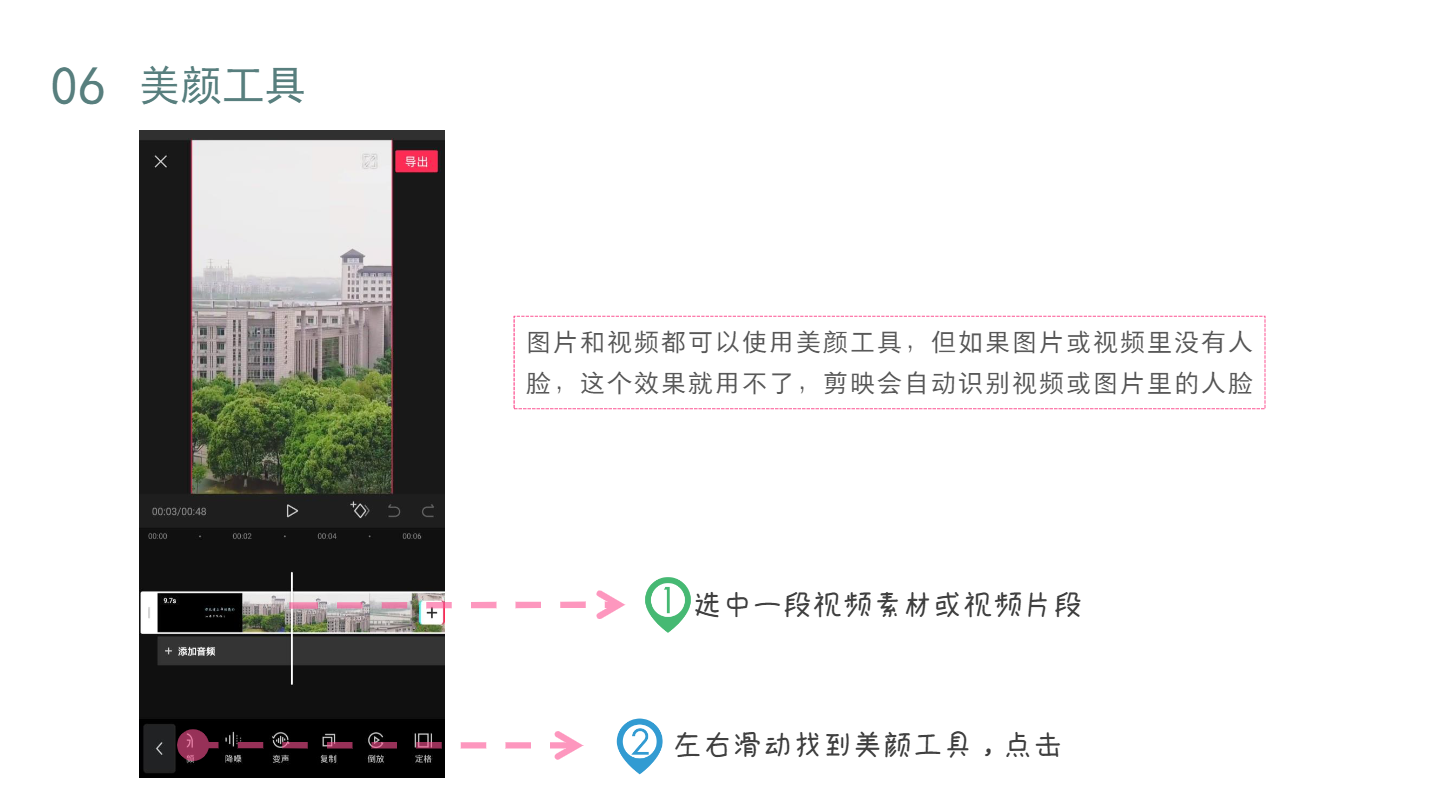 06 美颜工具
导出
00:03/00:48
00:00 00:02 00:04 00:06
9.7s
+ 添加音频
频 降噪 变声 复制 倒放 定格
图片和视频都可以使用美颜工具，但如果图片或视频里没有人
脸，这个效果就用不了，剪映会自动识别视频或图片里的人脸
1 选中一段视频素材或视频片段
2 左右滑动找到美颜工具，点击